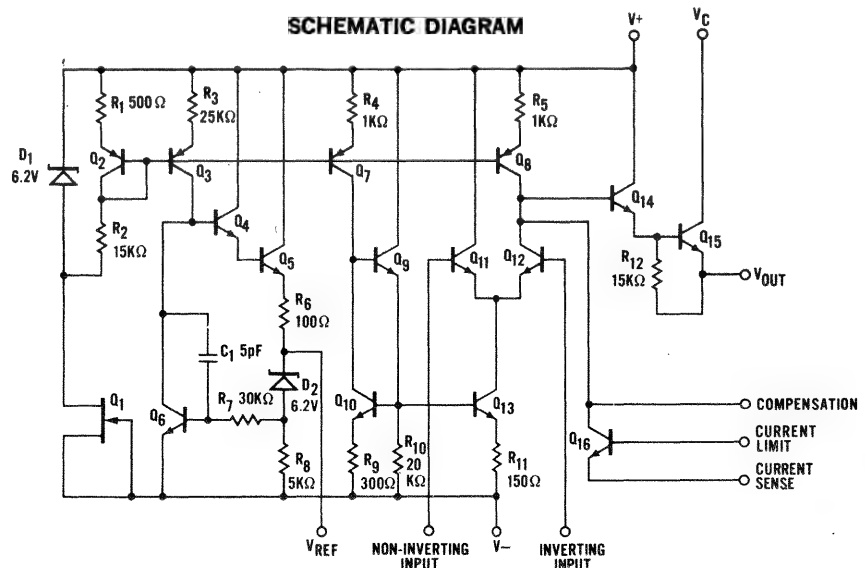 SCHEMATIC DIAGRAM
V+
VC
R1 500Ω
R3
25KΩ
R4
1KΩ
R5
1KΩ
D1
6.2V
Q2
Q3
Q7
Q8
Q4
Q14
R2
15KΩ
Q5
Q9
Q11
Q12
Q15
R12
15KΩ
VOUT
R6
100Ω
C1 5pF
D2
6.2V
R7 30KΩ
Q1
Q6
Q10
Q13
COMPENSATION
Q16
CURRENT
LIMIT
R8
5KΩ
R9
300Ω
R10
20
KΩ
R11
150Ω
CURRENT
SENSE
VREF
NON-INVERTING
INPUT
V–
INVERTING
INPUT